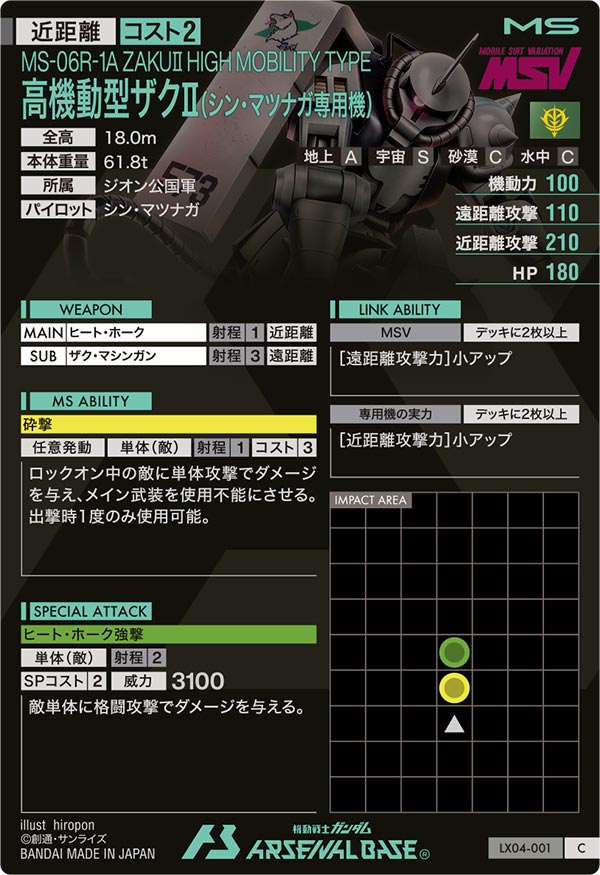 近距離 コスト2
MS
MS-06R-1A ZAKUⅡ HIGH MOBILITY TYPE
MOBILE SUIT VARIATION
MSV
高機動型ザクⅡ(シン・マツナガ専用機)
全高 18.0m
本体重量 61.8t
所属 ジオン公国軍
パイロット シン・マツナガ
地上 A 宇宙 S 砂漠 C 水中 C
機動力 100
遠距離攻撃 110
近距離攻撃 210
HP 180
WEAPON
MAIN ヒート・ホーク 射程 1 近距離
SUB ザク・マシンガン 射程 3 遠距離
MS ABILITY
砕撃
任意発動 単体(敵) 射程 1 コスト 3
ロックオン中の敵に単体攻撃でダメージ
を与え、メイン武装を使用不能にさせる。
出撃時1度のみ使用可能。
SPECIAL ATTACK
ヒート・ホーク強撃
単体(敵) 射程 2
SPコスト 2 威力 3100
敵単体に格闘攻撃でダメージを与える。
LINK ABILITY
MSV デッキに2枚以上
[遠距離攻撃力]小アップ
専用機の実力 デッキに2枚以上
[近距離攻撃力]小アップ
IMPACT AREA
illust hiropon
©創通・サンライズ
BANDAI MADE IN JAPAN
機動戦士ガンダム
AB ARSENAL BASE®
LX04-001 C